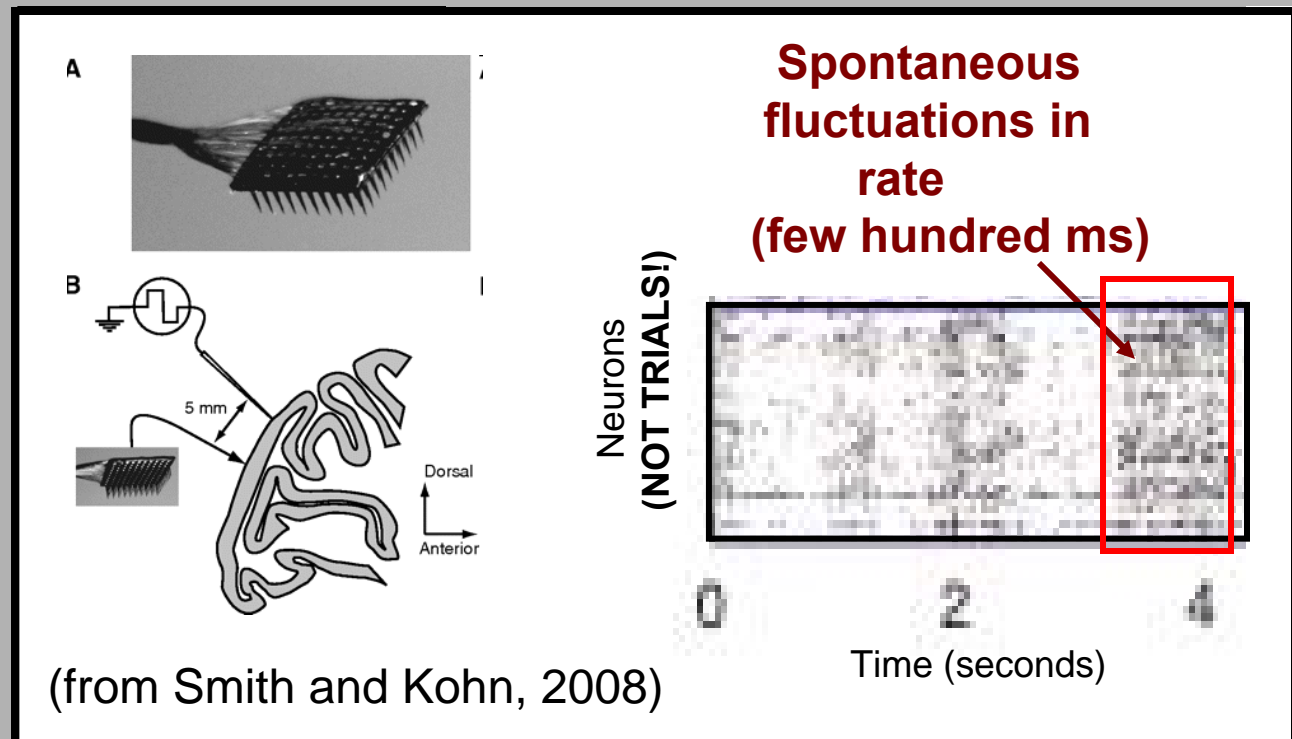 A
B
5 mm
Dorsal
Anterior
(from Smith and Kohn, 2008)
Spontaneous
fluctuations in
rate
(few hundred ms)
Neurons
(NOT TRIALS!)
0 2 4
Time (seconds)